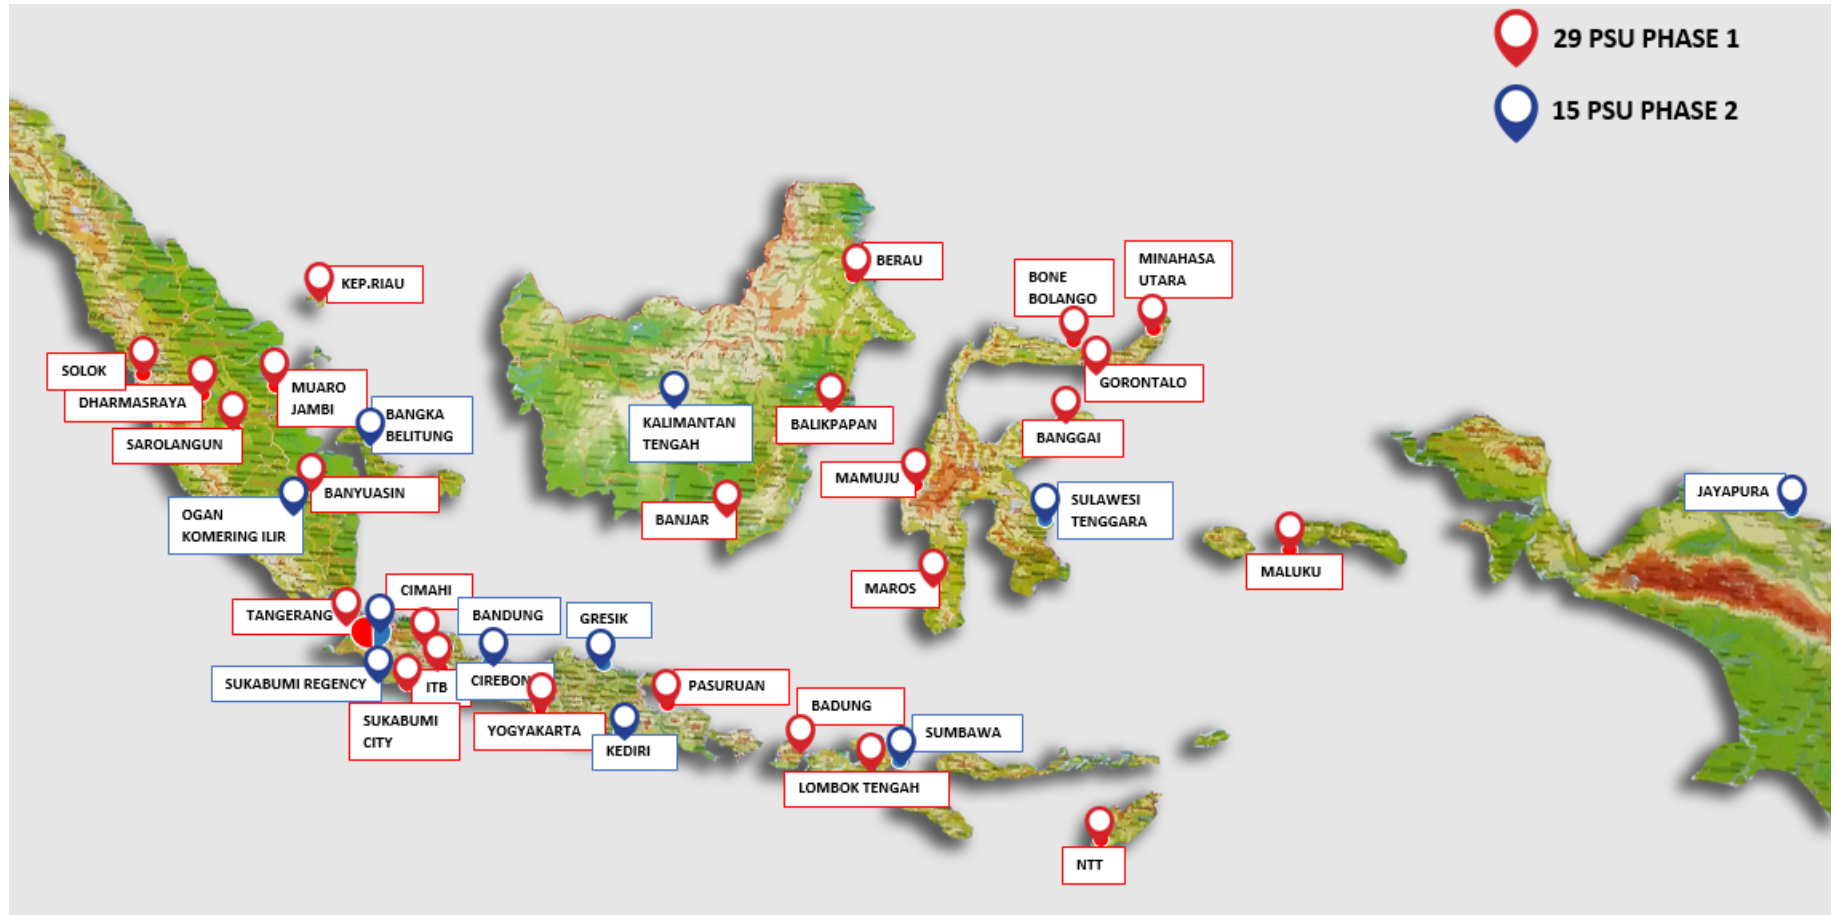 29 PSU PHASE 1
15 PSU PHASE 2
BERAU
MINAHASA
UTARA
BONE
BOLANGO
KEP.RIAU
SOLOK
DHARMASRAYA
MUARO
JAMBI
GORONTALO
BANGKA
BELITUNG
KALIMANTAN
TENGAH
BALIKPAPAN
SAROLANGUN
BANGGAI
MAMUJU
BANYUASIN
JAYAPURA
SULAWESI
TENGGARA
OGAN
KOMERING ILIR
BANJAR
MALUKU
MAROS
CIMAHI
TANGERANG
BANDUNG
GRESIK
SUKABUMI REGENCY
ITB
CIREBON
PASURUAN
BADUNG
SUKABUMI
CITY
YOGYAKARTA
SUMBAWA
KEDIRI
LOMBOK TENGAH
NTT